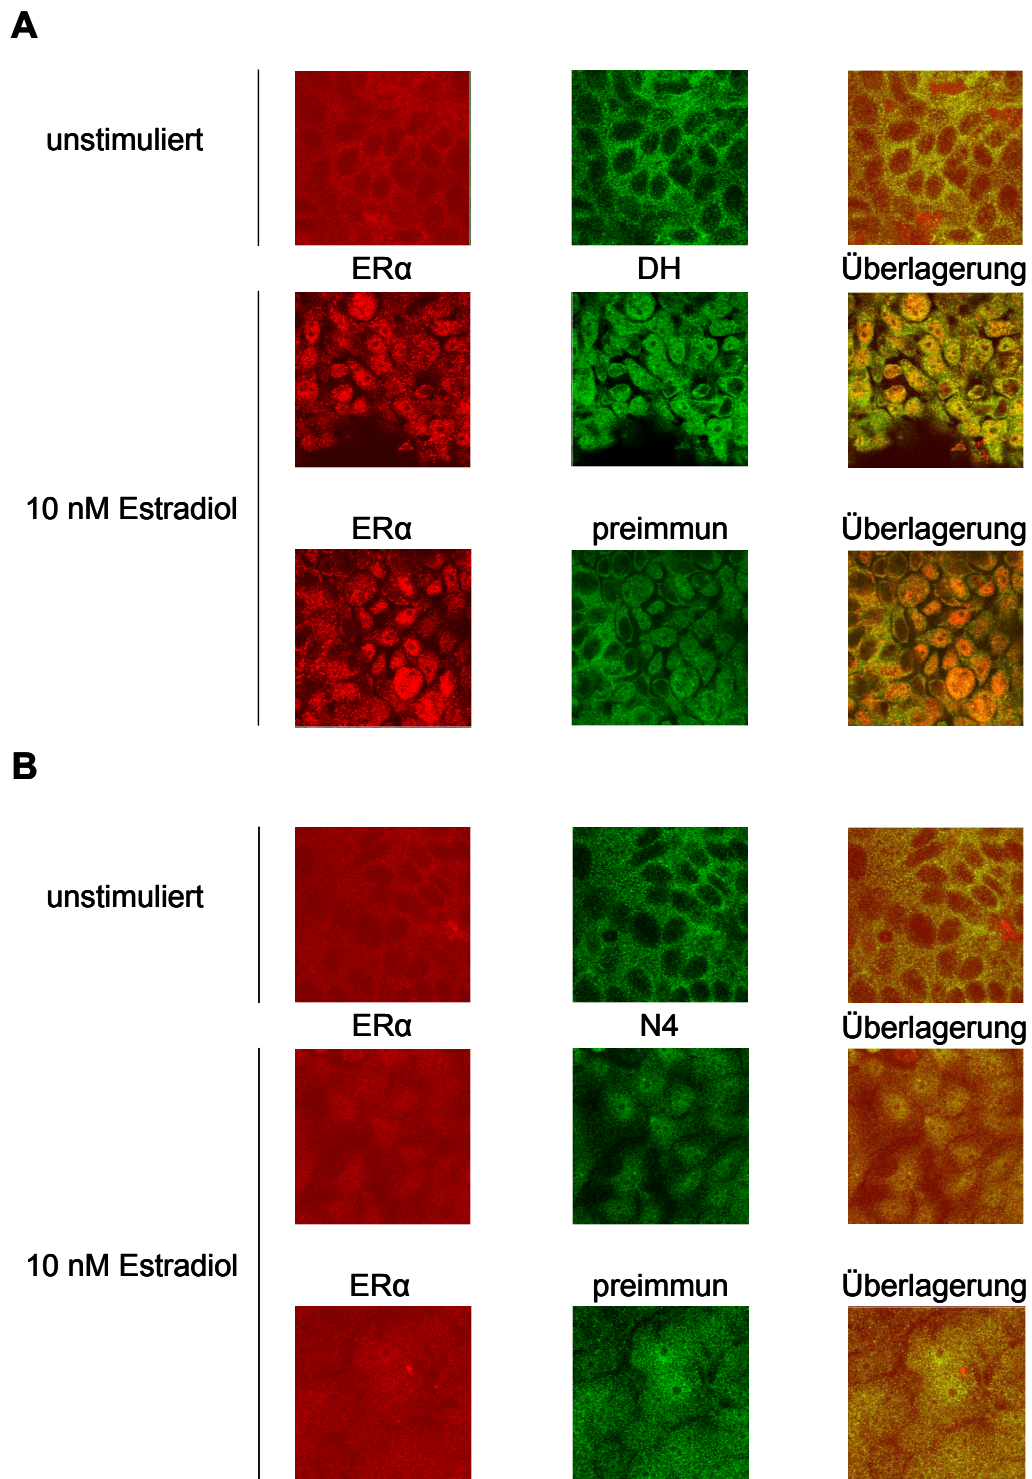 A
unstimuliert
ERα DH Überlagerung
10 nM Estradiol
ERα preimmun Überlagerung
B
unstimuliert
ERα N4 Überlagerung
10 nM Estradiol
ERα preimmun Überlagerung